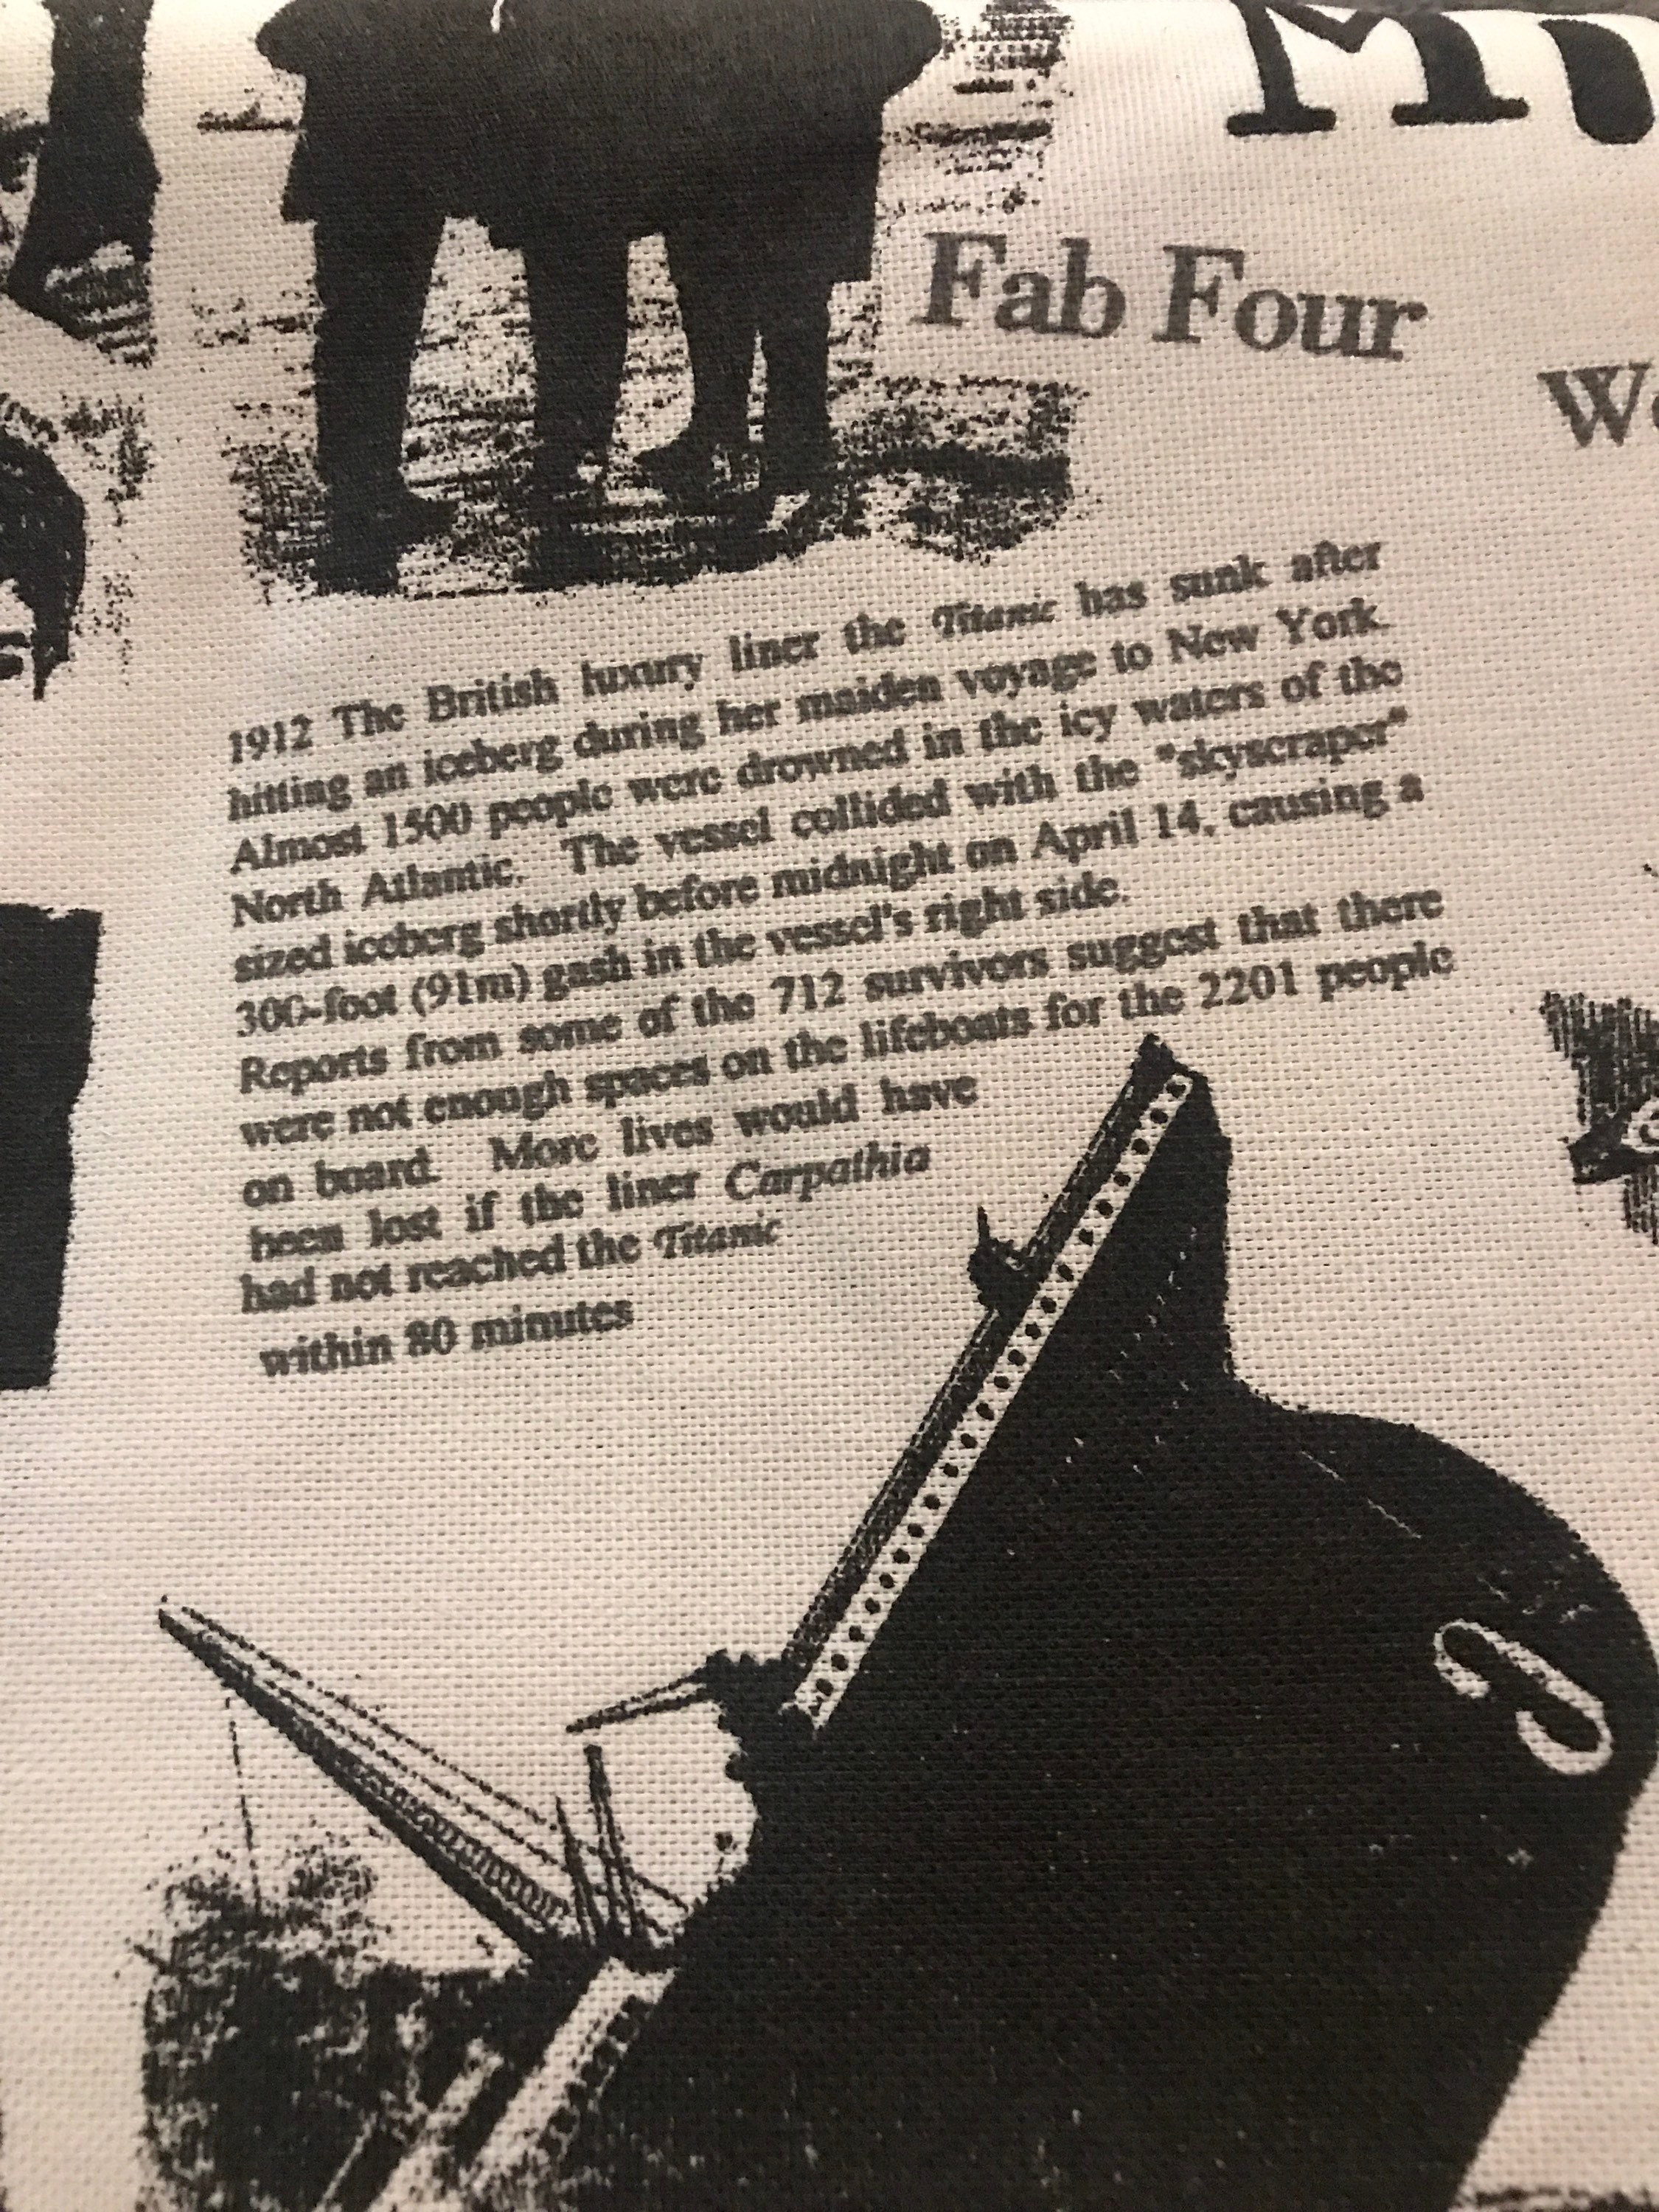 Fab Four
1912 The British luxury liner the Titanic has sunk after
hitting an iceberg during her maiden voyage to New York.
Almost 1500 people were drowned in the icy waters of the
North Atlantic. The vessel collided with the "skyscraper"
sized iceberg shortly before midnight on April 14, causing a
300-foot (91m) gash in the vessel's right side.
Reports from some of the 712 survivors suggest that there
were not enough spaces on the lifeboats for the 2201 people
on board. More lives would have
been lost if the liner Carpathia
had not reached the Titanic
within 80 minutes